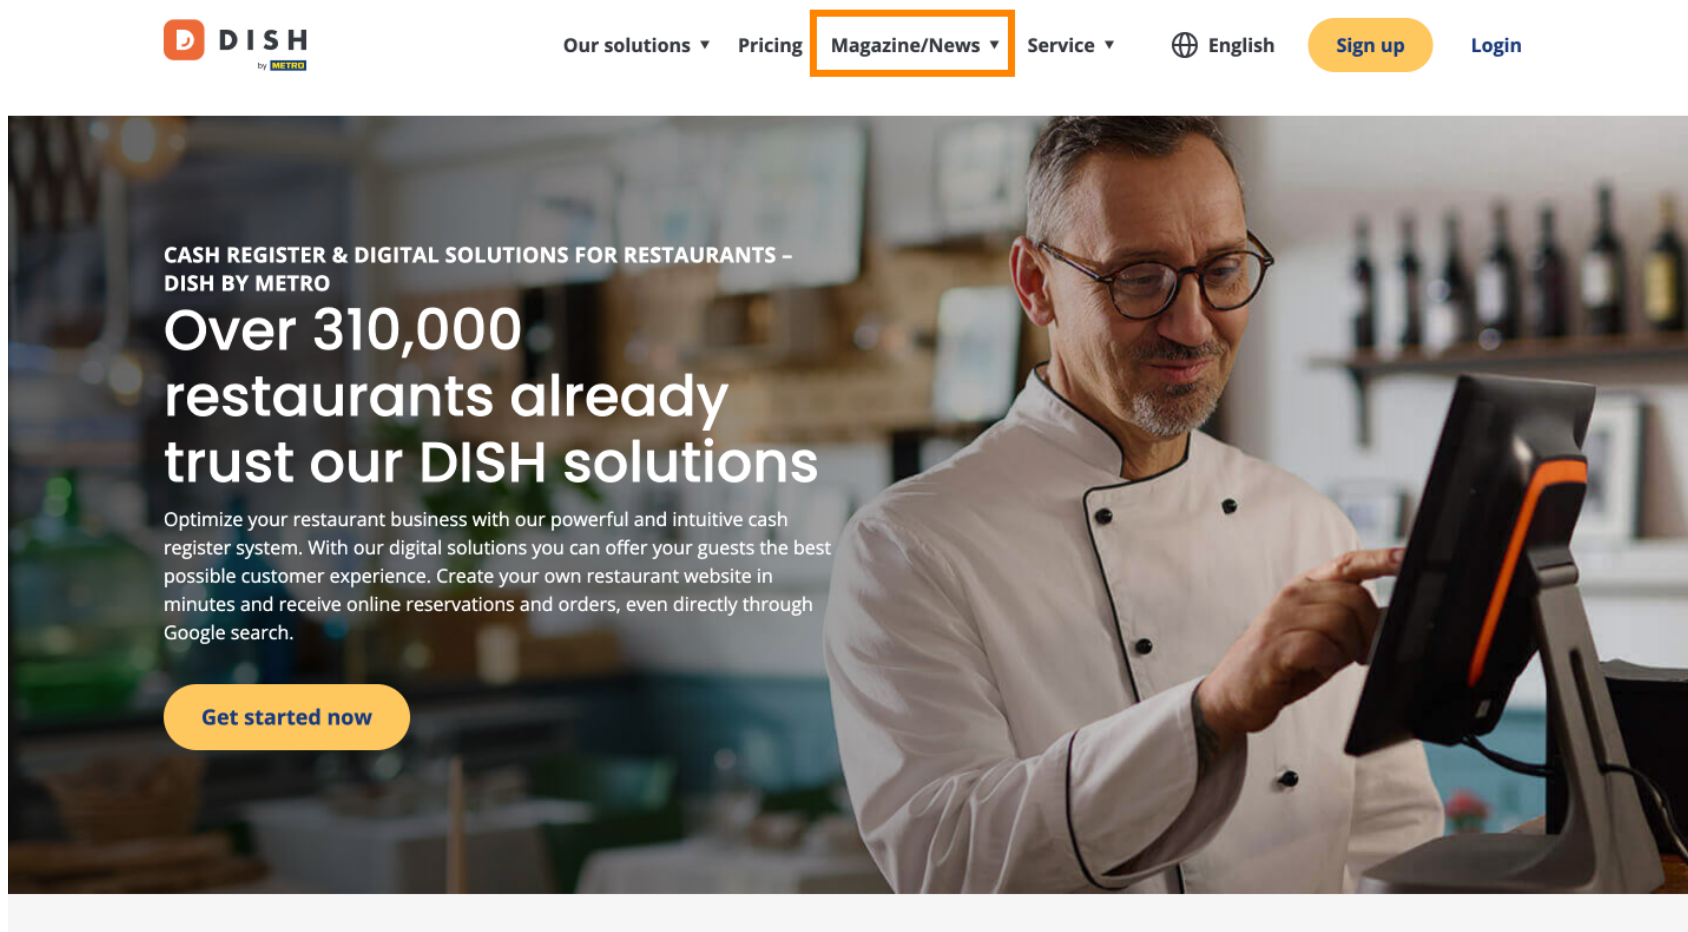 DISH
by METRO
Our solutions ▼ Pricing Magazine/News ▼ Service ▼ English Sign up Login
CASH REGISTER & DIGITAL SOLUTIONS FOR RESTAURANTS –
DISH BY METRO
Over 310,000
restaurants already
trust our DISH solutions
Optimize your restaurant business with our powerful and intuitive cash
register system. With our digital solutions you can offer your guests the best
possible customer experience. Create your own restaurant website in
minutes and receive online reservations and orders, even directly through
Google search.
Get started now